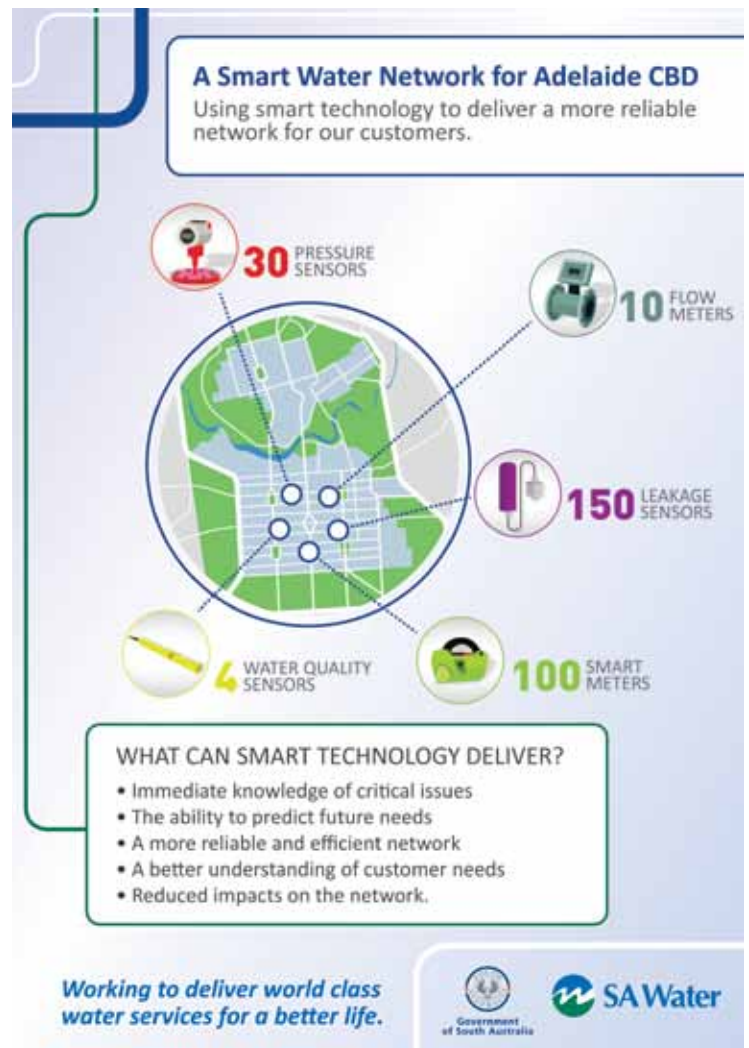 A Smart Water Network for Adelaide CBD
Using smart technology to deliver a more reliable
network for our customers.
30 PRESSURE
SENSORS
10 FLOW
METERS
150 LEAKAGE
SENSORS
4 WATER QUALITY
SENSORS
100 SMART
METERS
WHAT CAN SMART TECHNOLOGY DELIVER?
• Immediate knowledge of critical issues
• The ability to predict future needs
• A more reliable and efficient network
• A better understanding of customer needs
• Reduced impacts on the network.
Working to deliver world class
water services for a better life.
Government
of South Australia
SA Water